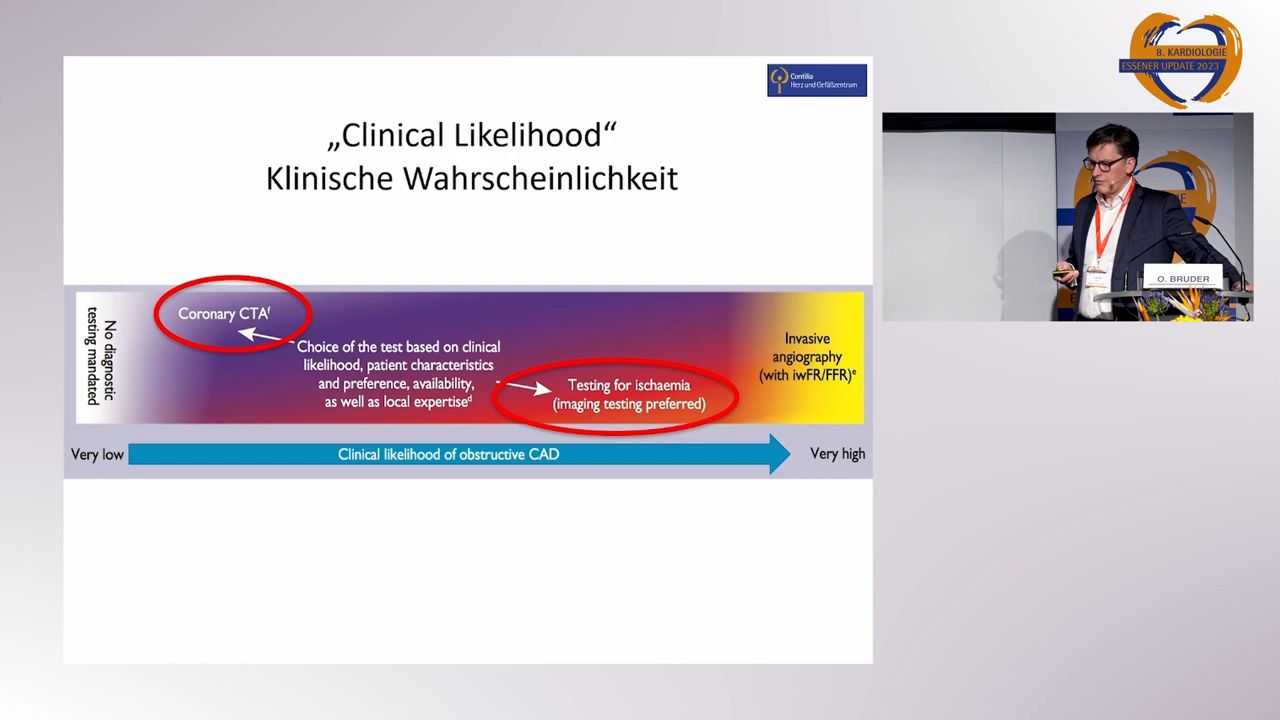 8. KARDIOLOGIE
ESSENER UPDATE 2023
Contilia
Herz und Gefäßzentrum
„Clinical Likelihood“
Klinische Wahrscheinlichkeit
No diagnostic
testing mandated
Coronary CTAᶠ
Choice of the test based on clinical
likelihood, patient characteristics
and preference, availability,
as well as local expertiseᵈ
Testing for ischaemia
(imaging testing preferred)
Invasive
angiography
(with iwFR/FFR)ᵉ
Very low
Clinical likelihood of obstructive CAD
Very high
O. BRUDER